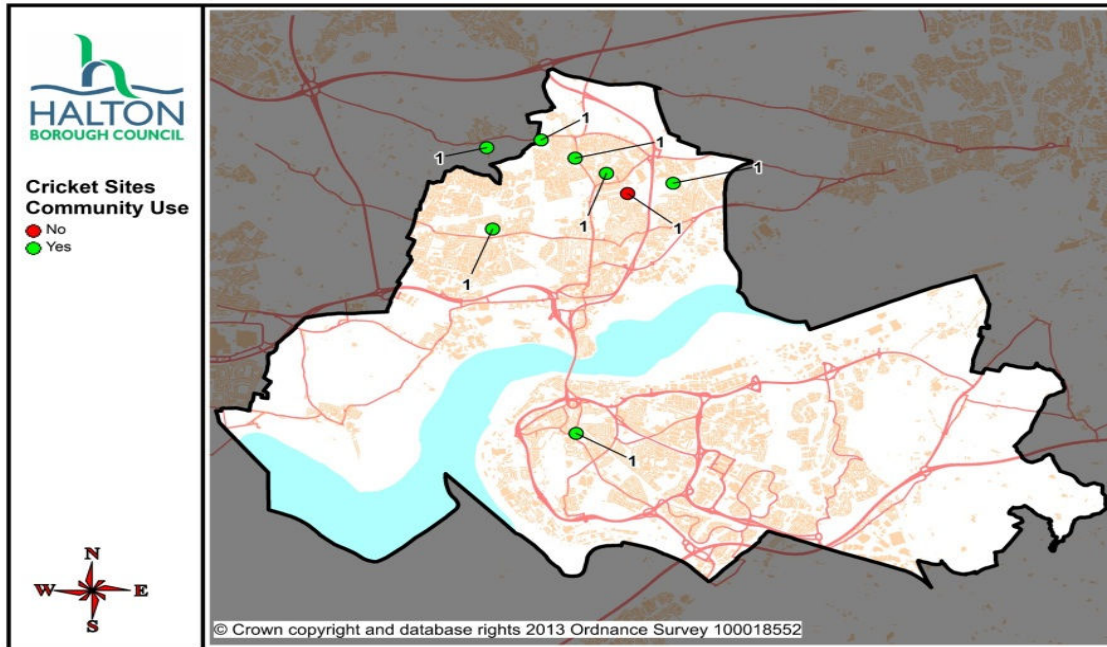 HALTON
BOROUGH COUNCIL
Cricket Sites
Community Use
No
Yes
N
W E
S
1
1
1
1
1
1
1
1
© Crown copyright and database rights 2013 Ordnance Survey 100018552